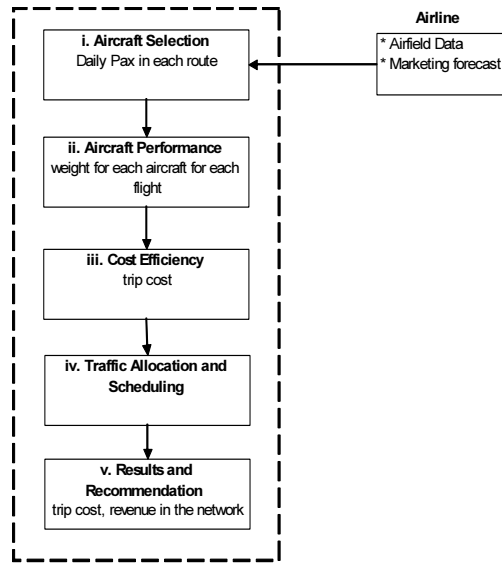 i. Aircraft Selection
Daily Pax in each route
Airline
* Airfield Data
* Marketing forecast
ii. Aircraft Performance
weight for each aircraft for each
flight
iii. Cost Efficiency
trip cost
iv. Traffic Allocation and
Scheduling
v. Results and
Recommendation
trip cost, revenue in the network